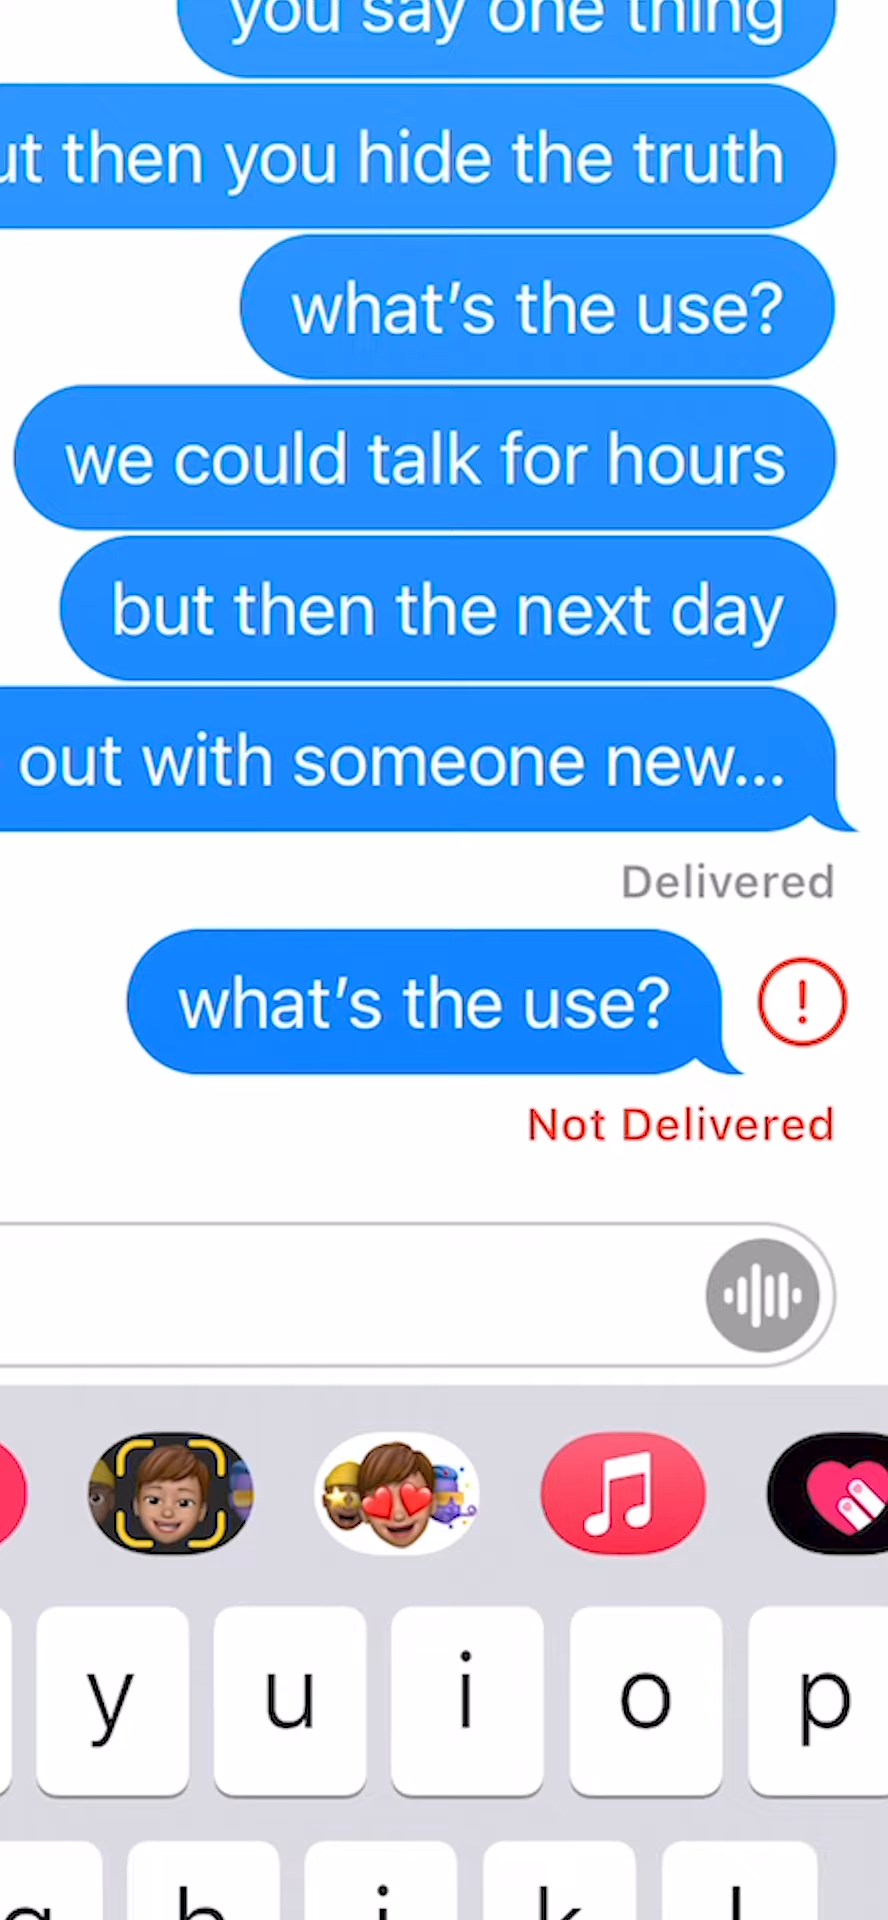 you say one thing
ut then you hide the truth
what's the use?
we could talk for hours
but then the next day
out with someone new...
Delivered
what's the use?
!
Not Delivered
y u i o p
g h j k l